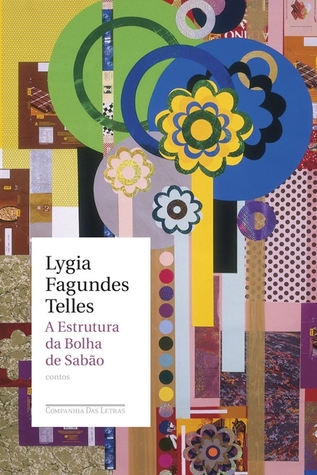 Lygia
Fagundes
Telles
A Estrutura
da Bolha
de Sabão
contos
Companhia Das Letras